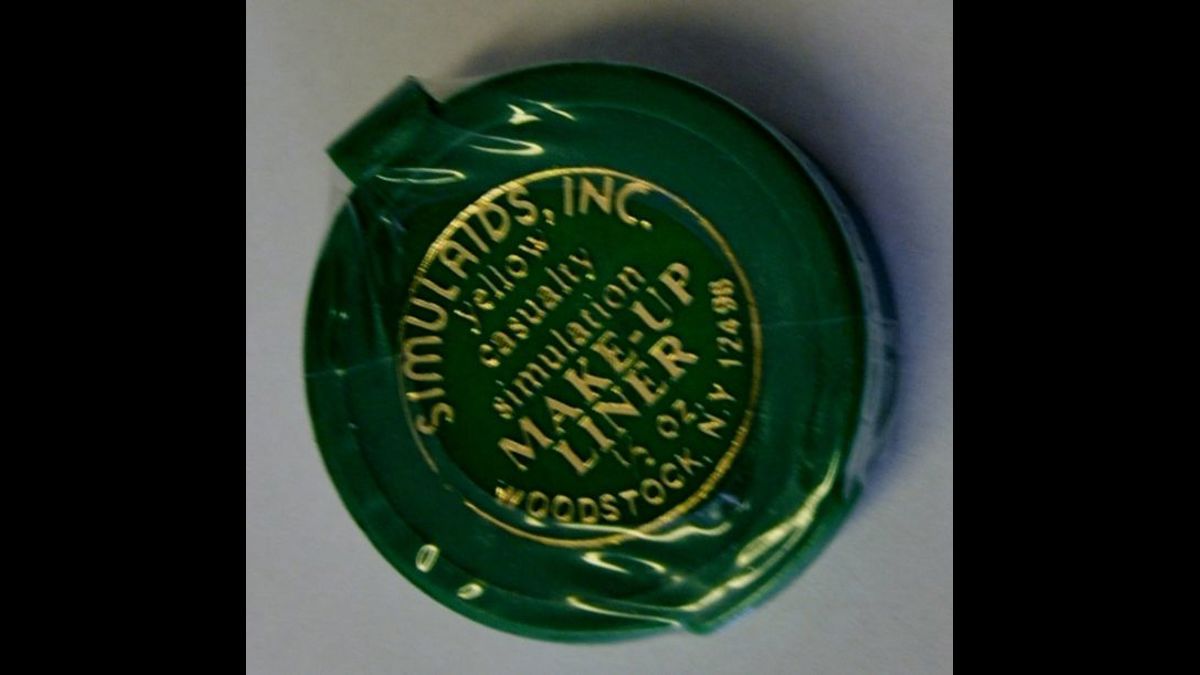 SIMULAIDS, INC.
yellow
casualty
simulation
MAKE-UP
LINER
1/2 OZ.
WOODSTOCK, N.Y 12498